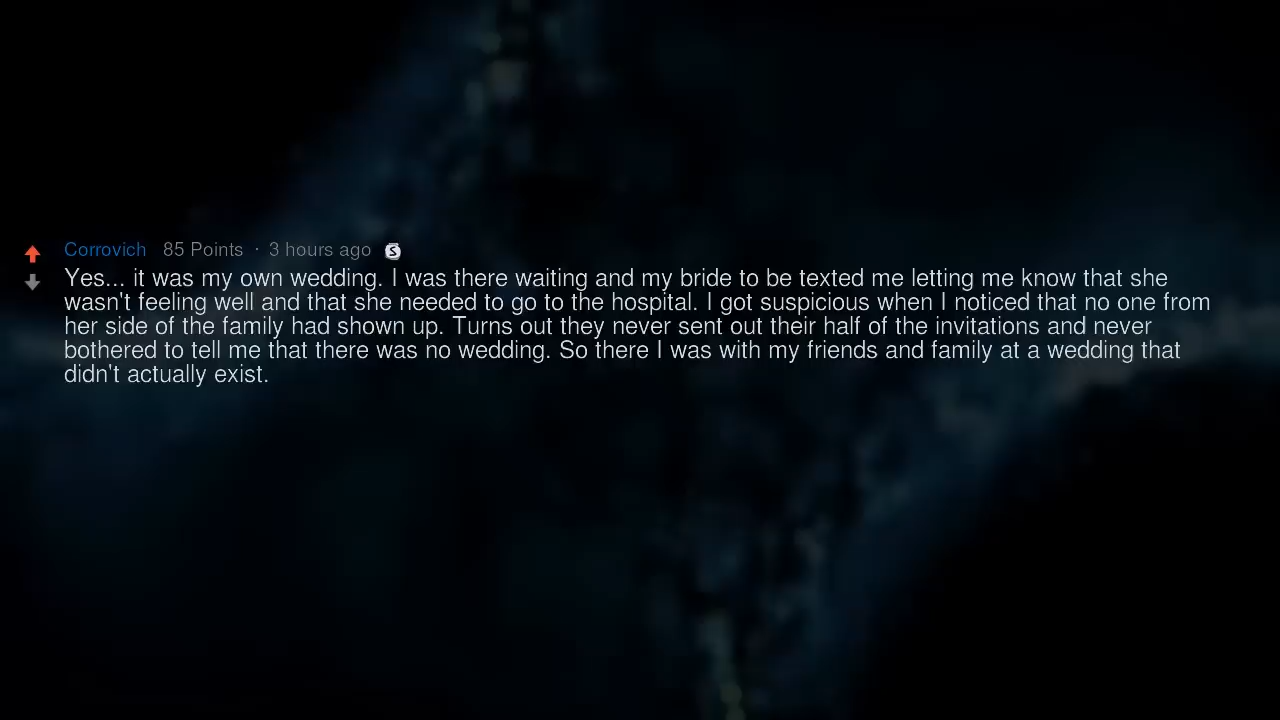 Corrovich 85 Points · 3 hours ago S
Yes... it was my own wedding. I was there waiting and my bride to be texted me letting me know that she
wasn't feeling well and that she needed to go to the hospital. I got suspicious when I noticed that no one from
her side of the family had shown up. Turns out they never sent out their half of the invitations and never
bothered to tell me that there was no wedding. So there I was with my friends and family at a wedding that
didn't actually exist.